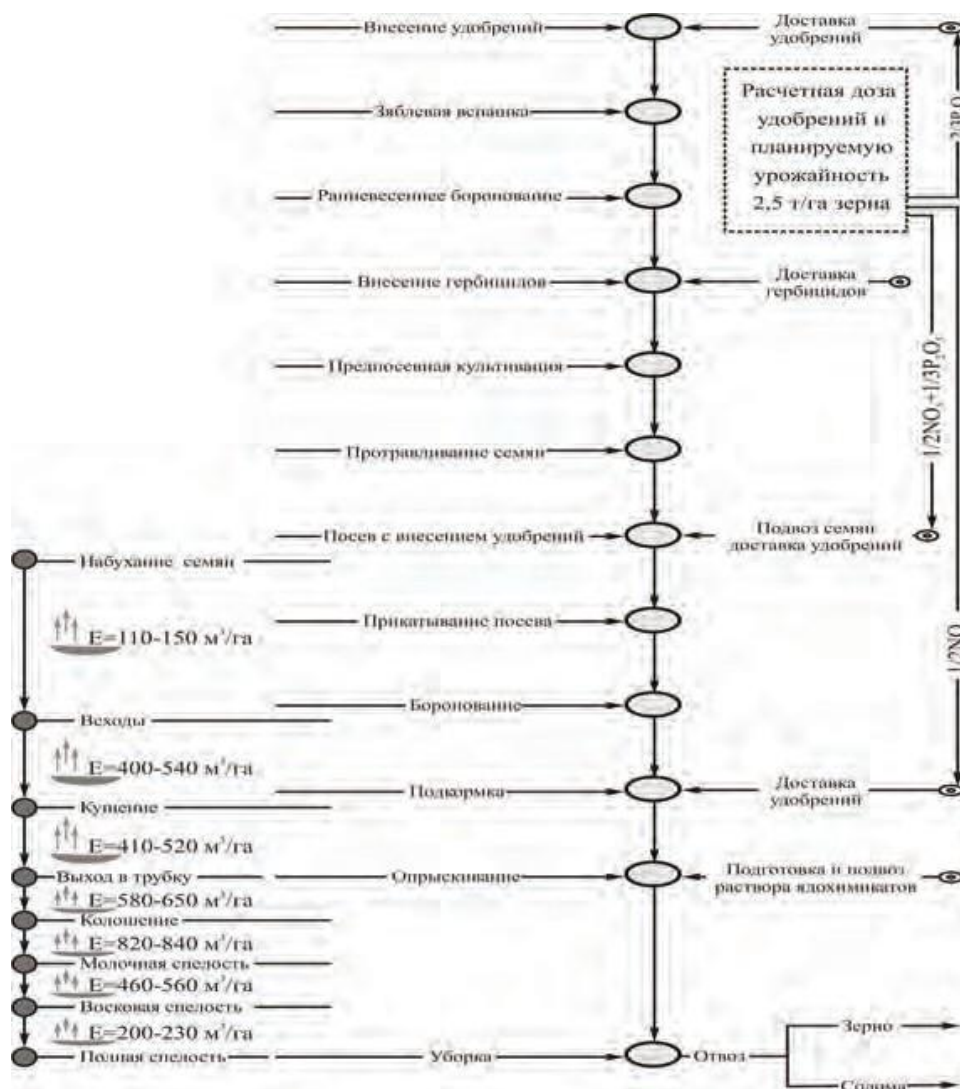 Внесение удобрений
Доставка
удобрений
Расчетная доза
удобрений и
планируемую
урожайность
2,5 т/га зерна
Зяблевая вспашка
Ранневесеннее боронование
Внесение гербицидов
Доставка
гербицидов
Предпосевная культивация
1/2NO₃+1/3P₂O₅
Протравливание семян
Посев с внесением удобрений
Подвоз семян
доставка удобрений
Набухание семян
E=110-150 м³/га
Прикатывание посева
1/2NO
Боронование
Всходы
E=400-540 м³/га
Подкормка
Доставка
удобрений
Кущение
E=410-520 м³/га
Выход в трубку
Опрыскивание
Подготовка и подвоз
раствора ядохимикатов
E=580-650 м³/га
Колошение
E=820-840 м³/га
Молочная спелость
E=460-560 м³/га
Восковая спелость
E=200-230 м³/га
Полная спелость
Уборка
Отвоз
Зерно
Солома